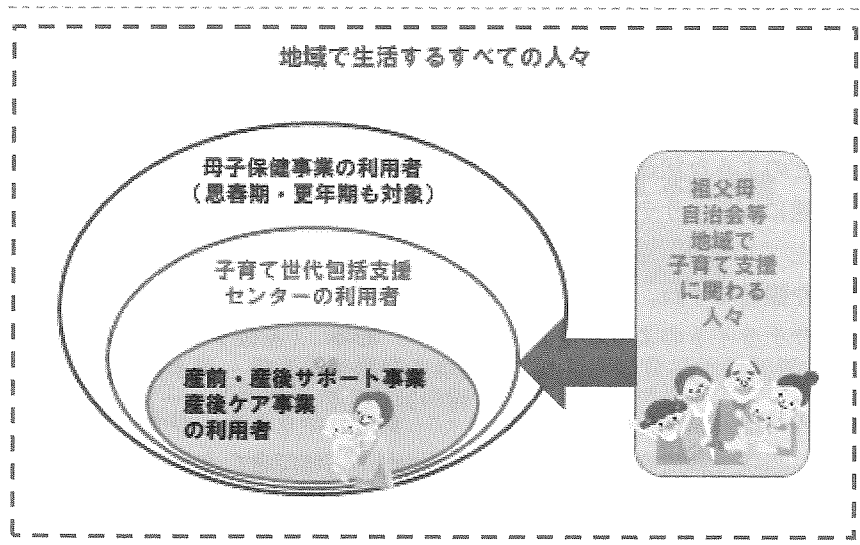 地域で生活するすべての人々
母子保健事業の利用者
（思春期・更年期も対象）
子育て世代包括支援
センターの利用者
産前・産後サポート事業
産後ケア事業
の利用者
祖父母
自治会等
地域で
子育て支援
に関わる
人々